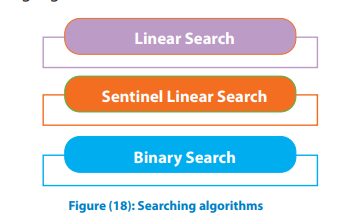 Linear Search
Sentinel Linear Search
Binary Search
Figure (18): Searching algorithms